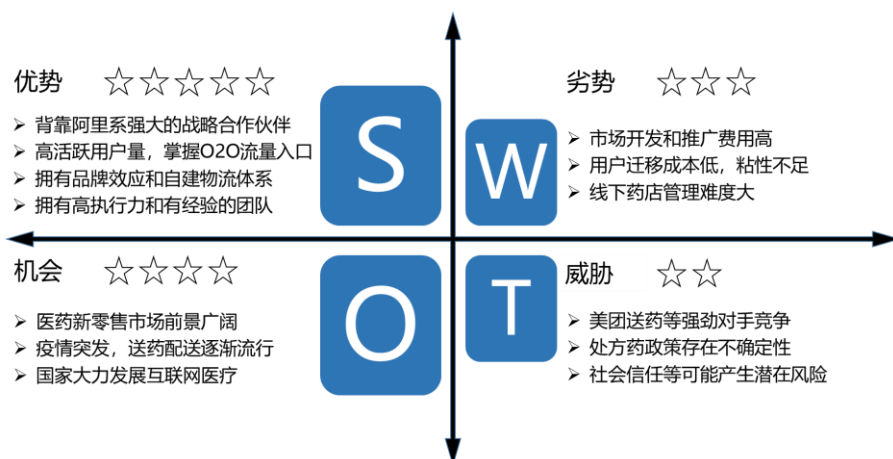 优势 ☆☆☆☆☆
➢ 背靠阿里系强大的战略合作伙伴
➢ 高活跃用户量，掌握O2O流量入口
➢ 拥有品牌效应和自建物流体系
➢ 拥有高执行力和有经验的团队
S
劣势 ☆☆☆
➢ 市场开发和推广费用高
➢ 用户迁移成本低，粘性不足
➢ 线下药店管理难度大
W
机会 ☆☆☆☆
➢ 医药新零售市场前景广阔
➢ 疫情突发，送药配送逐渐流行
➢ 国家大力发展互联网医疗
O
威胁 ☆☆
➢ 美团送药等强劲对手竞争
➢ 处方药政策存在不确定性
➢ 社会信任等可能产生潜在风险
T